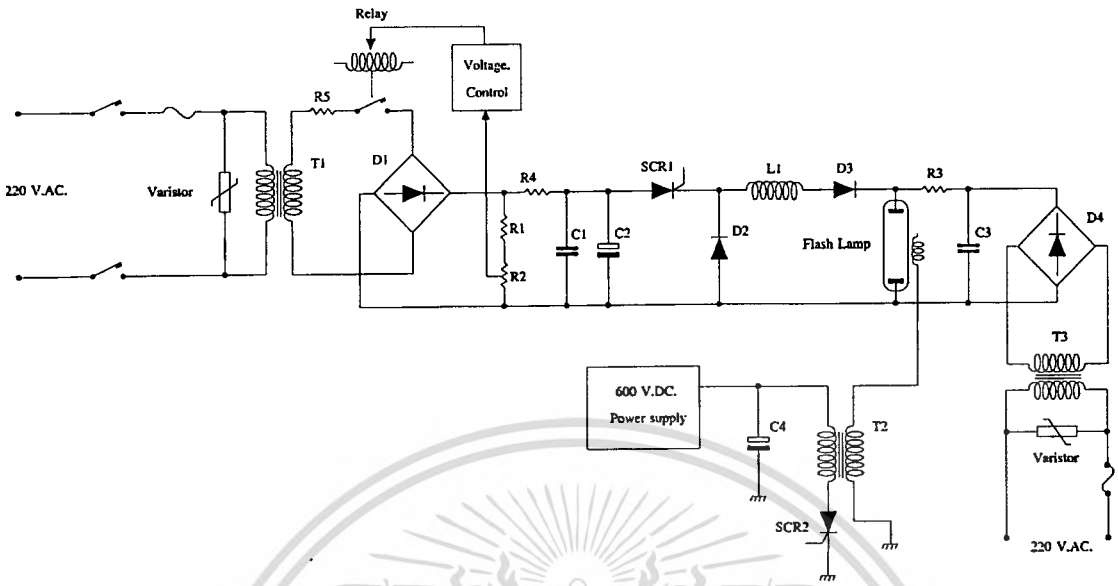 Relay
Voltage.
Control
R5
220 V.AC.
Varistor
T1
D1
R4
R1
R2
C1
C2
SCR1
L1
D3
D2
R3
Flash Lamp
C3
D4
T3
Varistor
220 V.AC.
600 V.DC.
Power supply
C4
T2
SCR2